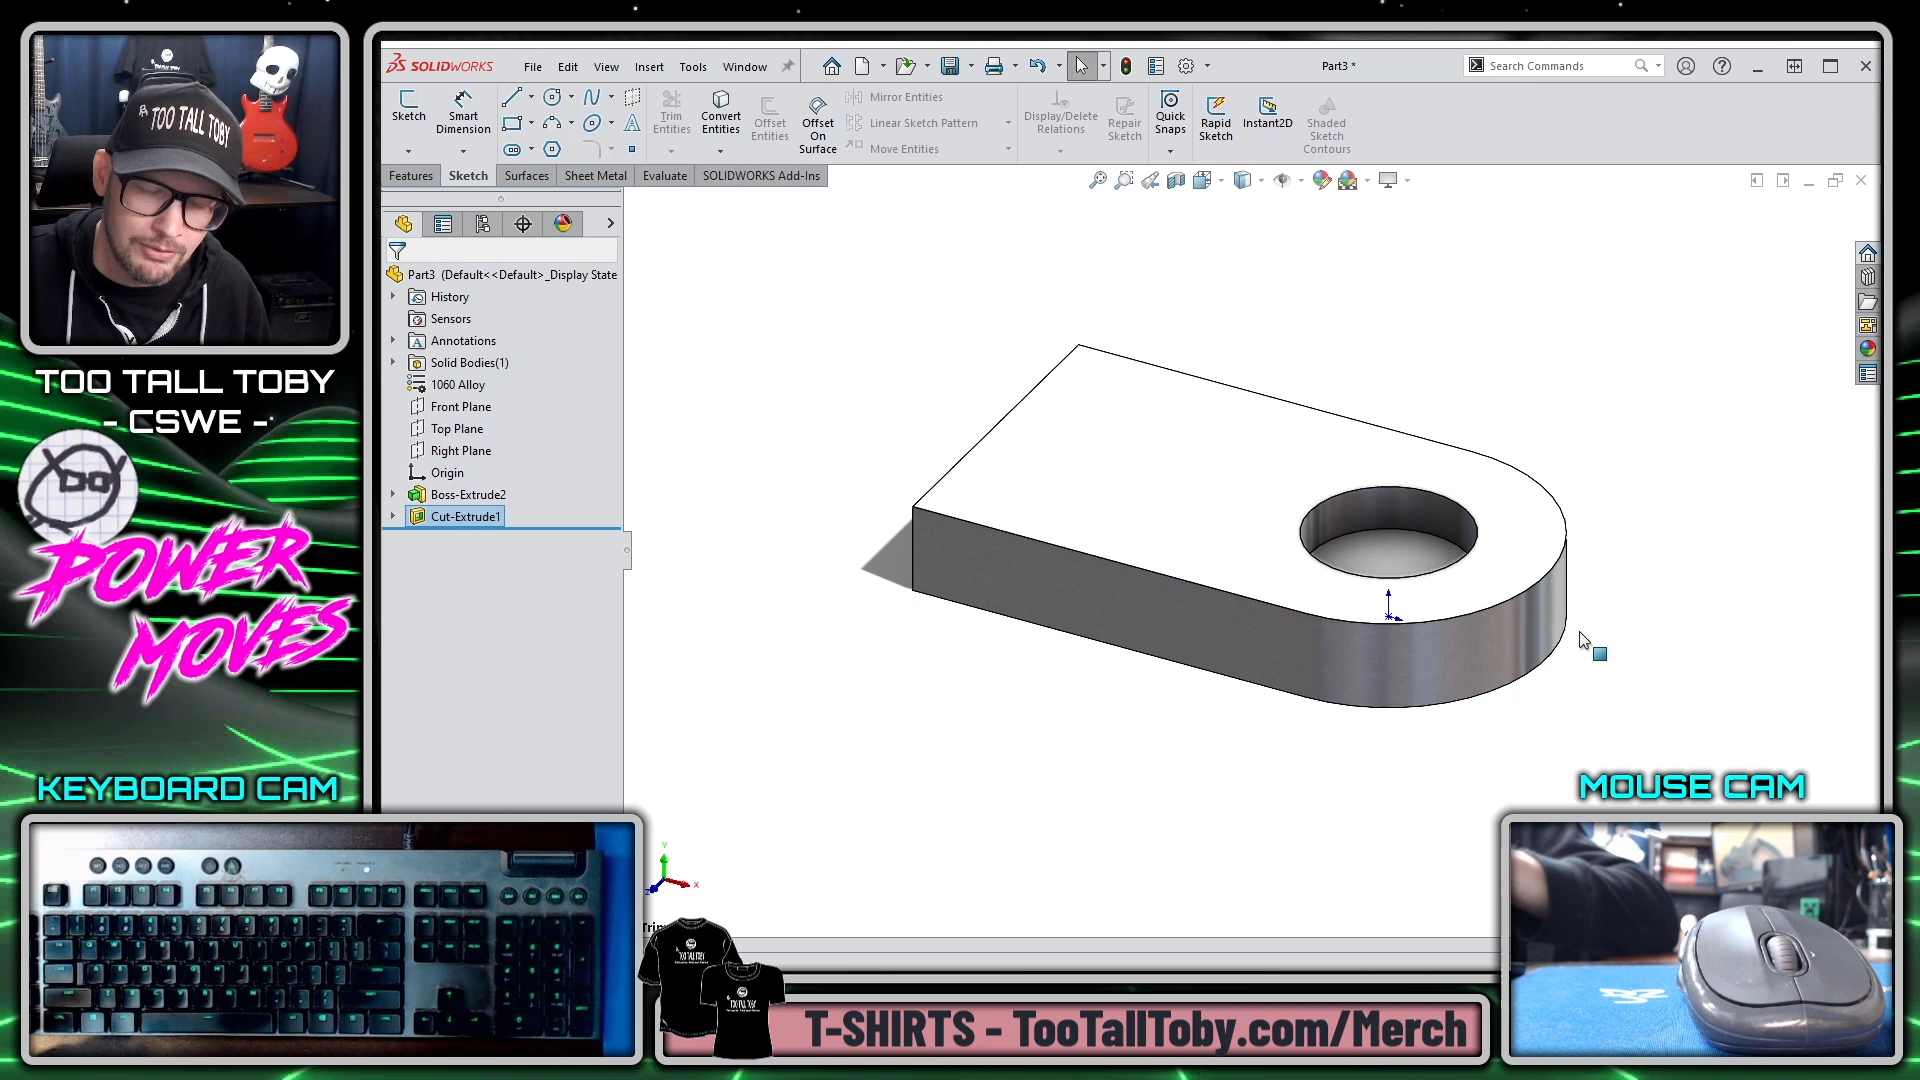 SOLIDWORKS
File Edit View Insert Tools Window
Part3 *
Search Commands
Sketch
Smart Dimension
Trim Entities
Convert Entities
Offset Entities
Offset On Surface
Mirror Entities
Linear Sketch Pattern
Move Entities
Display/Delete Relations
Repair Sketch
Quick Snaps
Rapid Sketch
Instant2D
Shaded Sketch Contours
Features Sketch Surfaces Sheet Metal Evaluate SOLIDWORKS Add-Ins
Part3 (Default<<Default>_Display State
History
Sensors
Annotations
Solid Bodies(1)
1060 Alloy
Front Plane
Top Plane
Right Plane
Origin
Boss-Extrude2
Cut-Extrude1
TOO TALL TOBY
TOO TALL TOBY
- CSWE -
POWER
MOVES
KEYBOARD CAM
MOUSE CAM
Y
X
Z
T-SHIRTS - TooTallToby.com/Merch